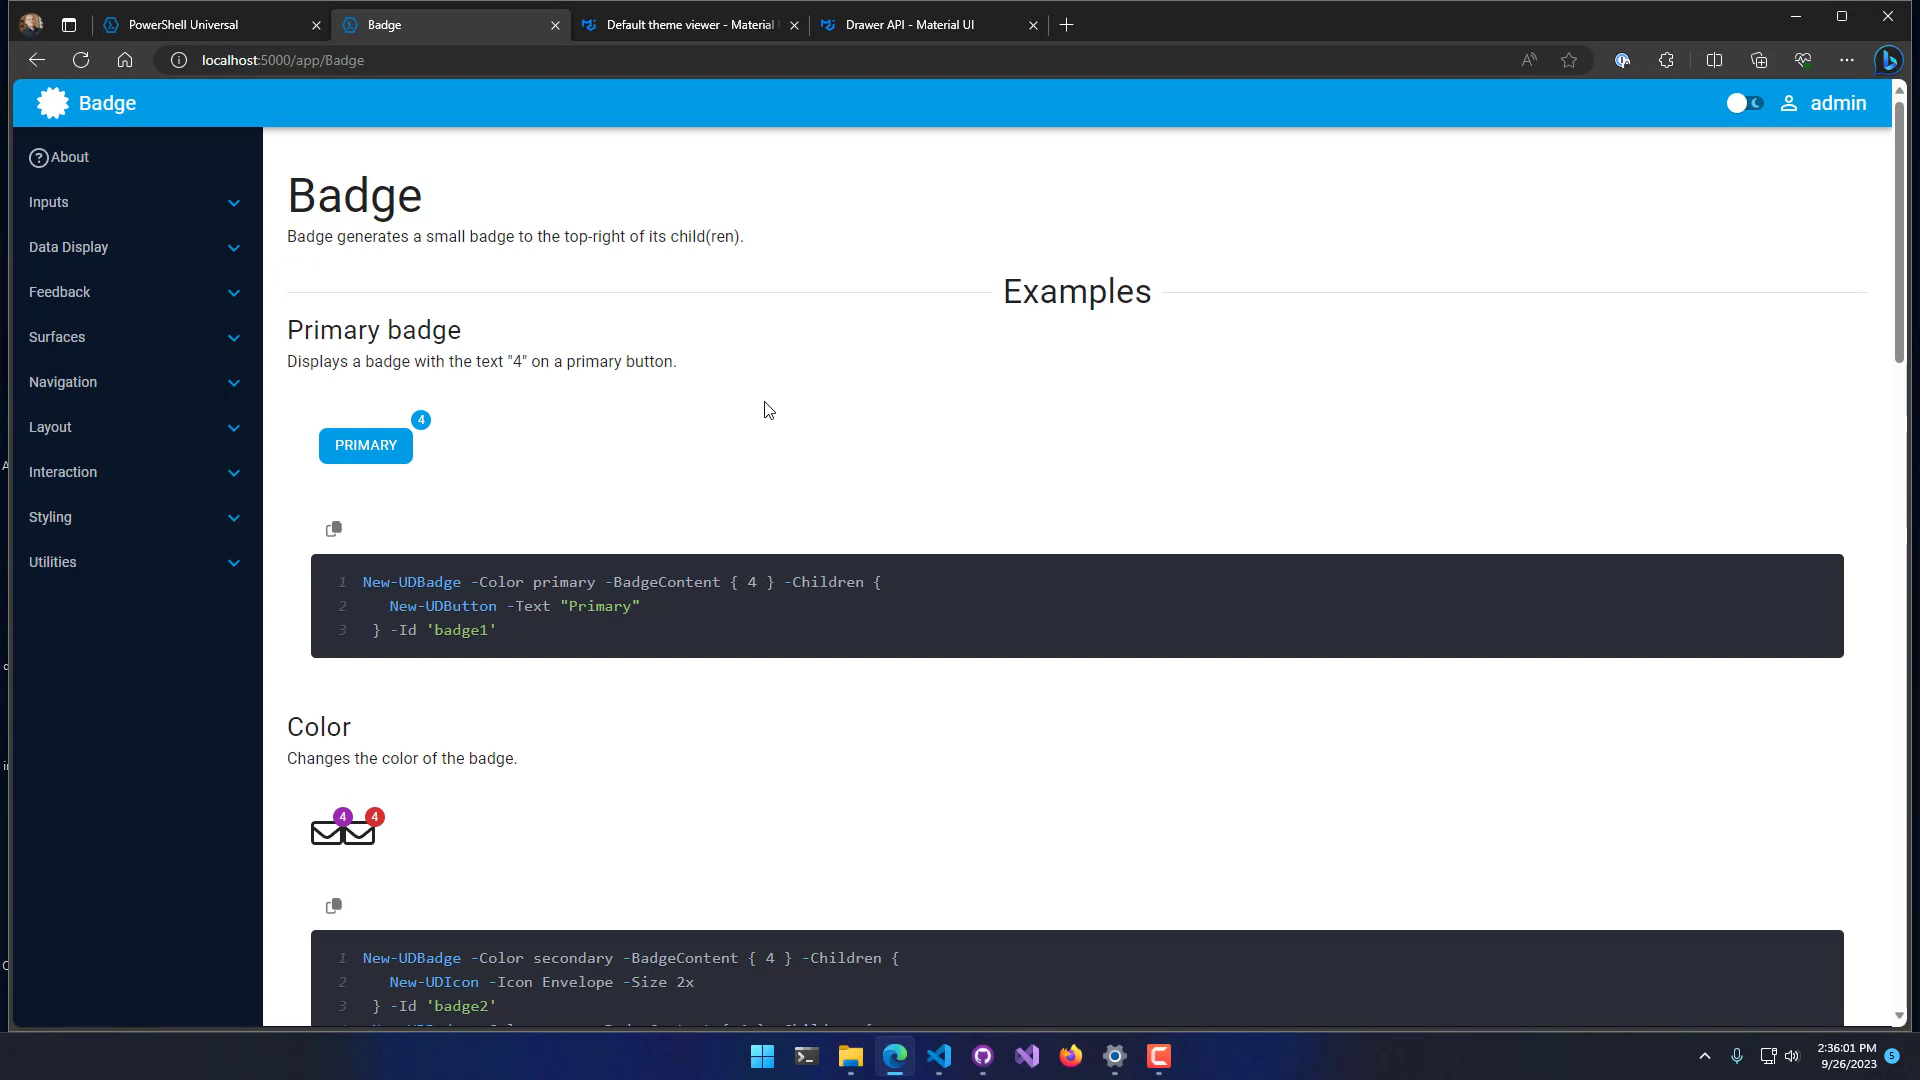 PowerShell Universal
Badge
Default theme viewer - Material
Drawer API - Material UI
localhost:5000/app/Badge
Badge
admin
About
Inputs
Data Display
Feedback
Surfaces
Navigation
Layout
Interaction
Styling
Utilities
Badge
Badge generates a small badge to the top-right of its child(ren).
Examples
Primary badge
Displays a badge with the text "4" on a primary button.
4
PRIMARY
1 New-UDBadge -Color primary -BadgeContent { 4 } -Children {
2 New-UDButton -Text "Primary"
3 } -Id 'badge1'
Color
Changes the color of the badge.
4 4
1 New-UDBadge -Color secondary -BadgeContent { 4 } -Children {
2 New-UDIcon -Icon Envelope -Size 2x
3 } -Id 'badge2'
2:36:01 PM
9/26/2023
5